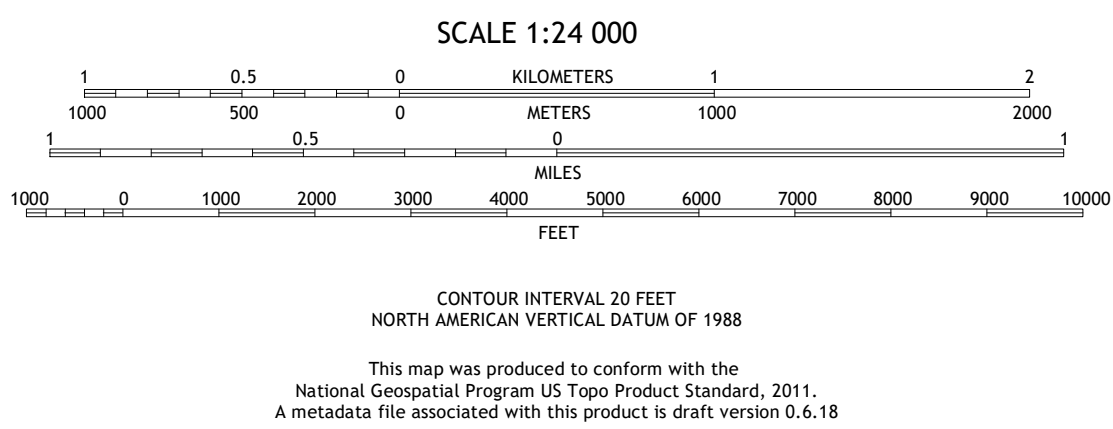 SCALE 1:24 000
1 0.5 0 KILOMETERS 1 2
1000 500 0 METERS 1000 2000
1 0.5 0 1
MILES
1000 0 1000 2000 3000 4000 5000 6000 7000 8000 9000 10000
FEET
CONTOUR INTERVAL 20 FEET
NORTH AMERICAN VERTICAL DATUM OF 1988
This map was produced to conform with the
National Geospatial Program US Topo Product Standard, 2011.
A metadata file associated with this product is draft version 0.6.18